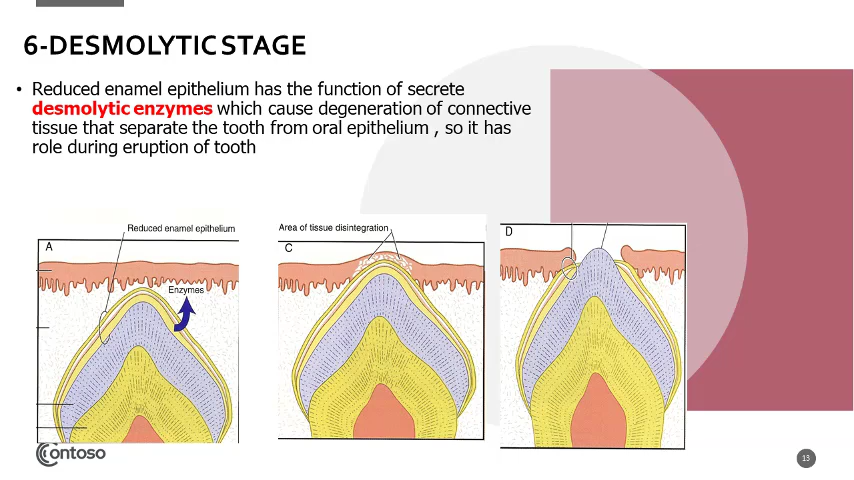 6-DESMOLYTIC STAGE
• Reduced enamel epithelium has the function of secrete
desmolytic enzymes which cause degeneration of connective
tissue that separate the tooth from oral epithelium , so it has
role during eruption of tooth
Reduced enamel epithelium
A
Enzymes
Area of tissue disintegration
C
D
Contoso
13